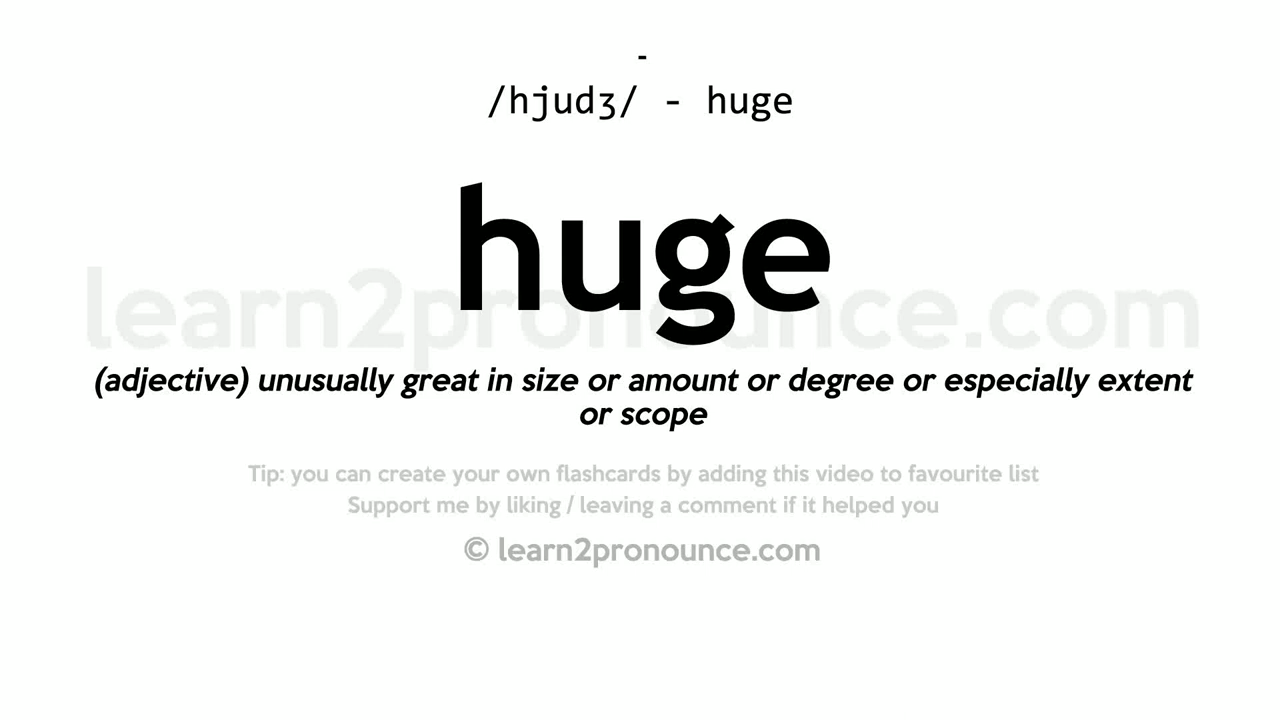 -
/hjudʒ/ - huge
huge
learn2pronounce.com
(adjective) unusually great in size or amount or degree or especially extent
or scope
Tip: you can create your own flashcards by adding this video to favourite list
Support me by liking / leaving a comment if it helped you
© learn2pronounce.com